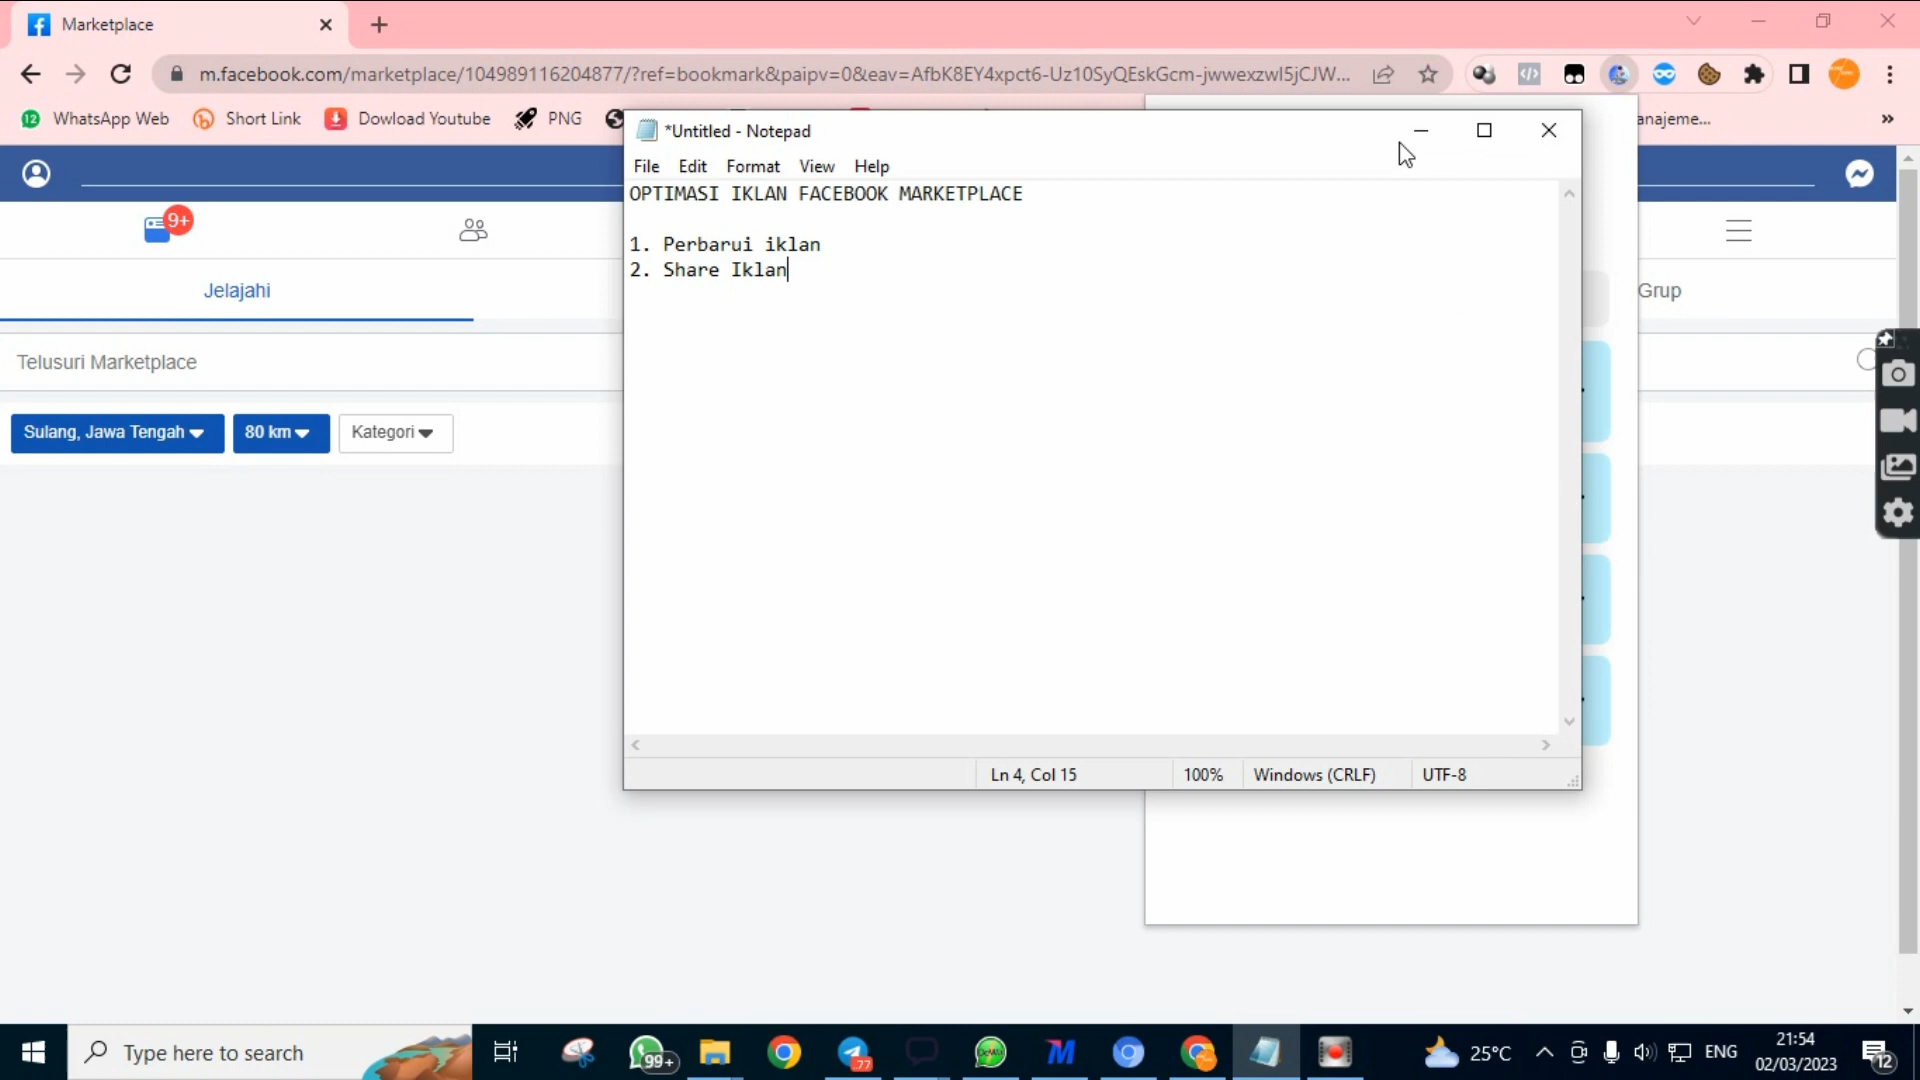 Marketplace
m.facebook.com/marketplace/104989116204877/?ref=bookmark&paipv=0&eav=AfbK8EY4xpct6-Uz10SyQEskGcm-jwwexzwI5jCJW...
12 WhatsApp Web Short Link Dowload Youtube PNG anajeme... »
*Untitled - Notepad
File Edit Format View Help
OPTIMASI IKLAN FACEBOOK MARKETPLACE
1. Perbarui iklan
2. Share Iklan
9+
Jelajahi
Grup
Telusuri Marketplace
Sulang, Jawa Tengah
80 km
Kategori
Ln 4, Col 15 100% Windows (CRLF) UTF-8
Type here to search
99+
77
25°C
ENG
21:54
02/03/2023
12